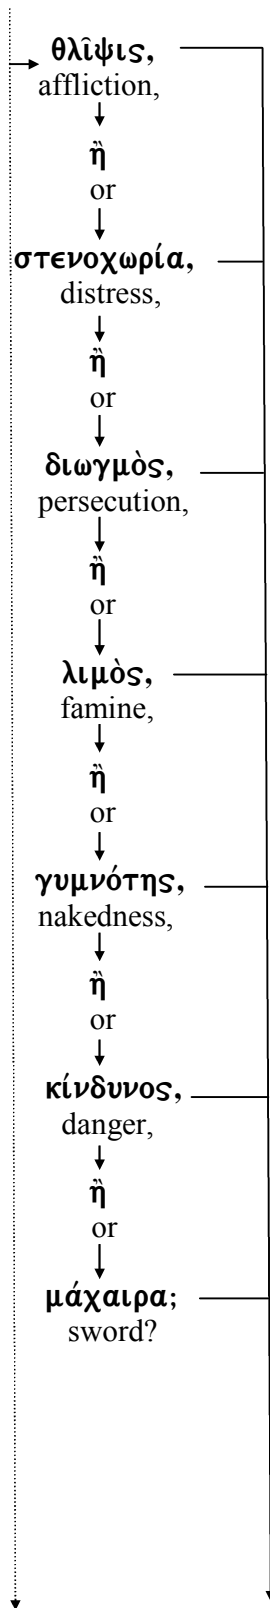 θλῖψις,
affliction,
ἢ
or
στενοχωρία,
distress,
ἢ
or
διωγμὸς,
persecution,
ἢ
or
λιμὸς,
famine,
ἢ
or
γυμνότης,
nakedness,
ἢ
or
κίνδυνος,
danger,
ἢ
or
μάχαιρα;
sword?